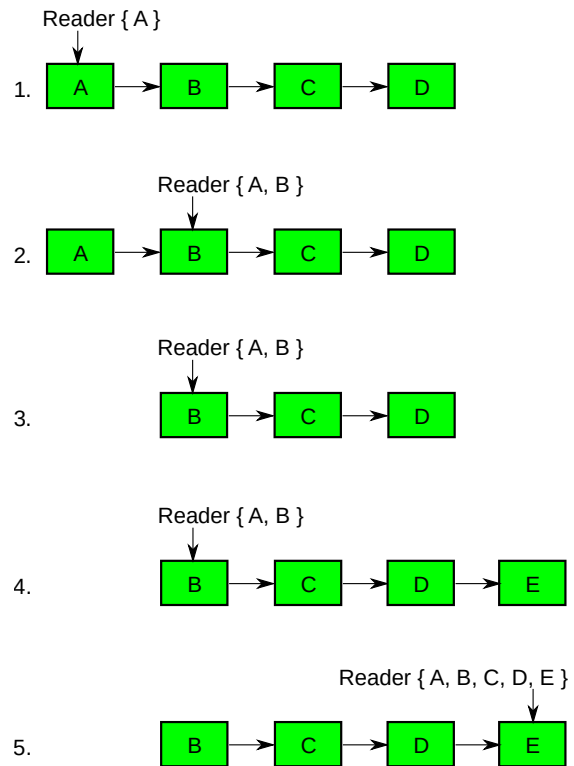 Reader { A }
1. A B C D
Reader { A, B }
2. A B C D
Reader { A, B }
3. B C D
Reader { A, B }
4. B C D E
Reader { A, B, C, D, E }
5. B C D E